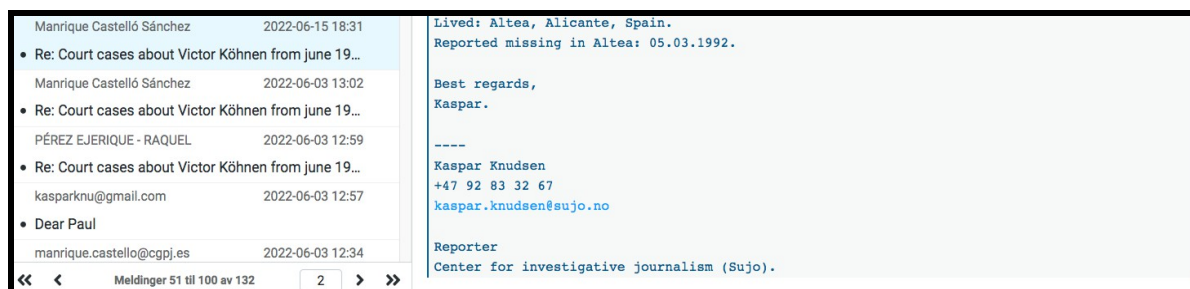 Manrique Castelló Sánchez 2022-06-15 18:31
• Re: Court cases about Victor Köhnen from june 19...
Manrique Castelló Sánchez 2022-06-03 13:02
• Re: Court cases about Victor Köhnen from june 19...
PÉREZ EJERIQUE - RAQUEL 2022-06-03 12:59
• Re: Court cases about Victor Köhnen from june 19...
kasparknu@gmail.com 2022-06-03 12:57
• Dear Paul
manrique.castello@cgpj.es 2022-06-03 12:34
Meldinger 51 til 100 av 132 2
Lived: Altea, Alicante, Spain.
Reported missing in Altea: 05.03.1992.
Best regards,
Kaspar.
----
Kaspar Knudsen
+47 92 83 32 67
kaspar.knudsen@sujo.no
Reporter
Center for investigative journalism (Sujo).